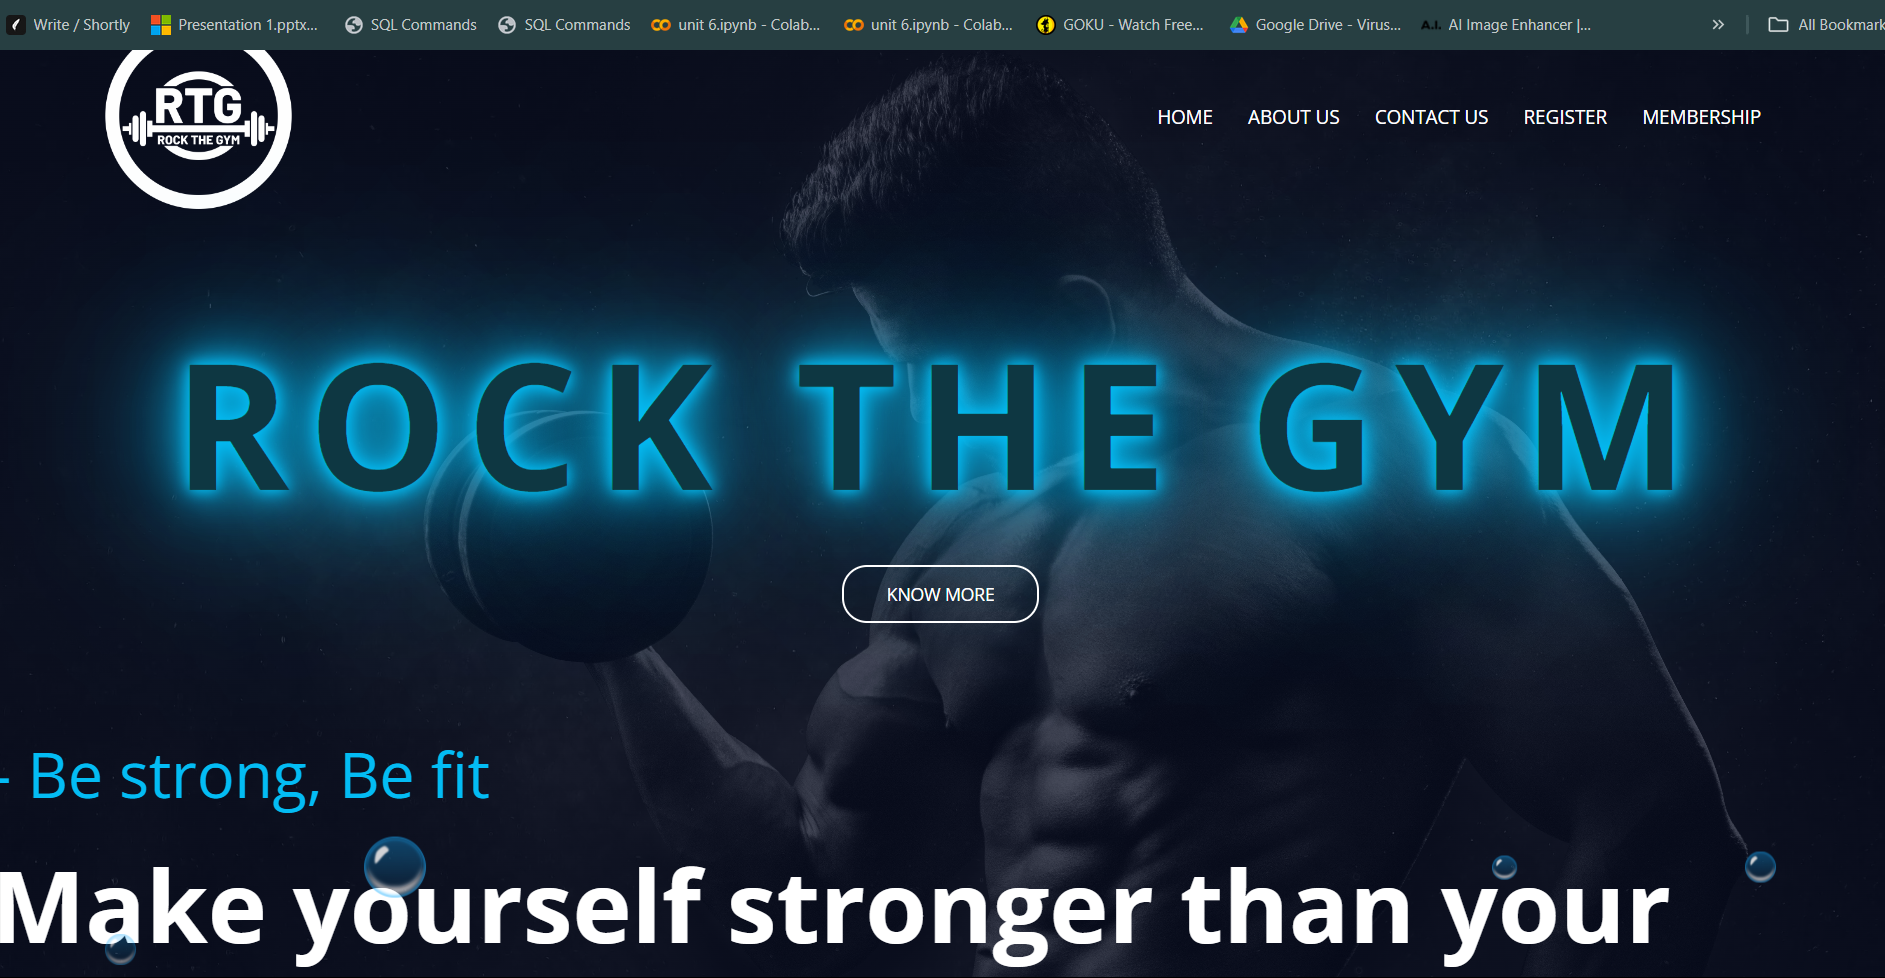 Write / Shortly
Presentation 1.pptx...
SQL Commands
SQL Commands
unit 6.ipynb - Colab...
unit 6.ipynb - Colab...
GOKU - Watch Free...
Google Drive - Virus...
A.I. AI Image Enhancer |...
»
All Bookmark
RTG
ROCK THE GYM
HOME
ABOUT US
CONTACT US
REGISTER
MEMBERSHIP
ROCK THE GYM
KNOW MORE
- Be strong, Be fit
Make yourself stronger than your